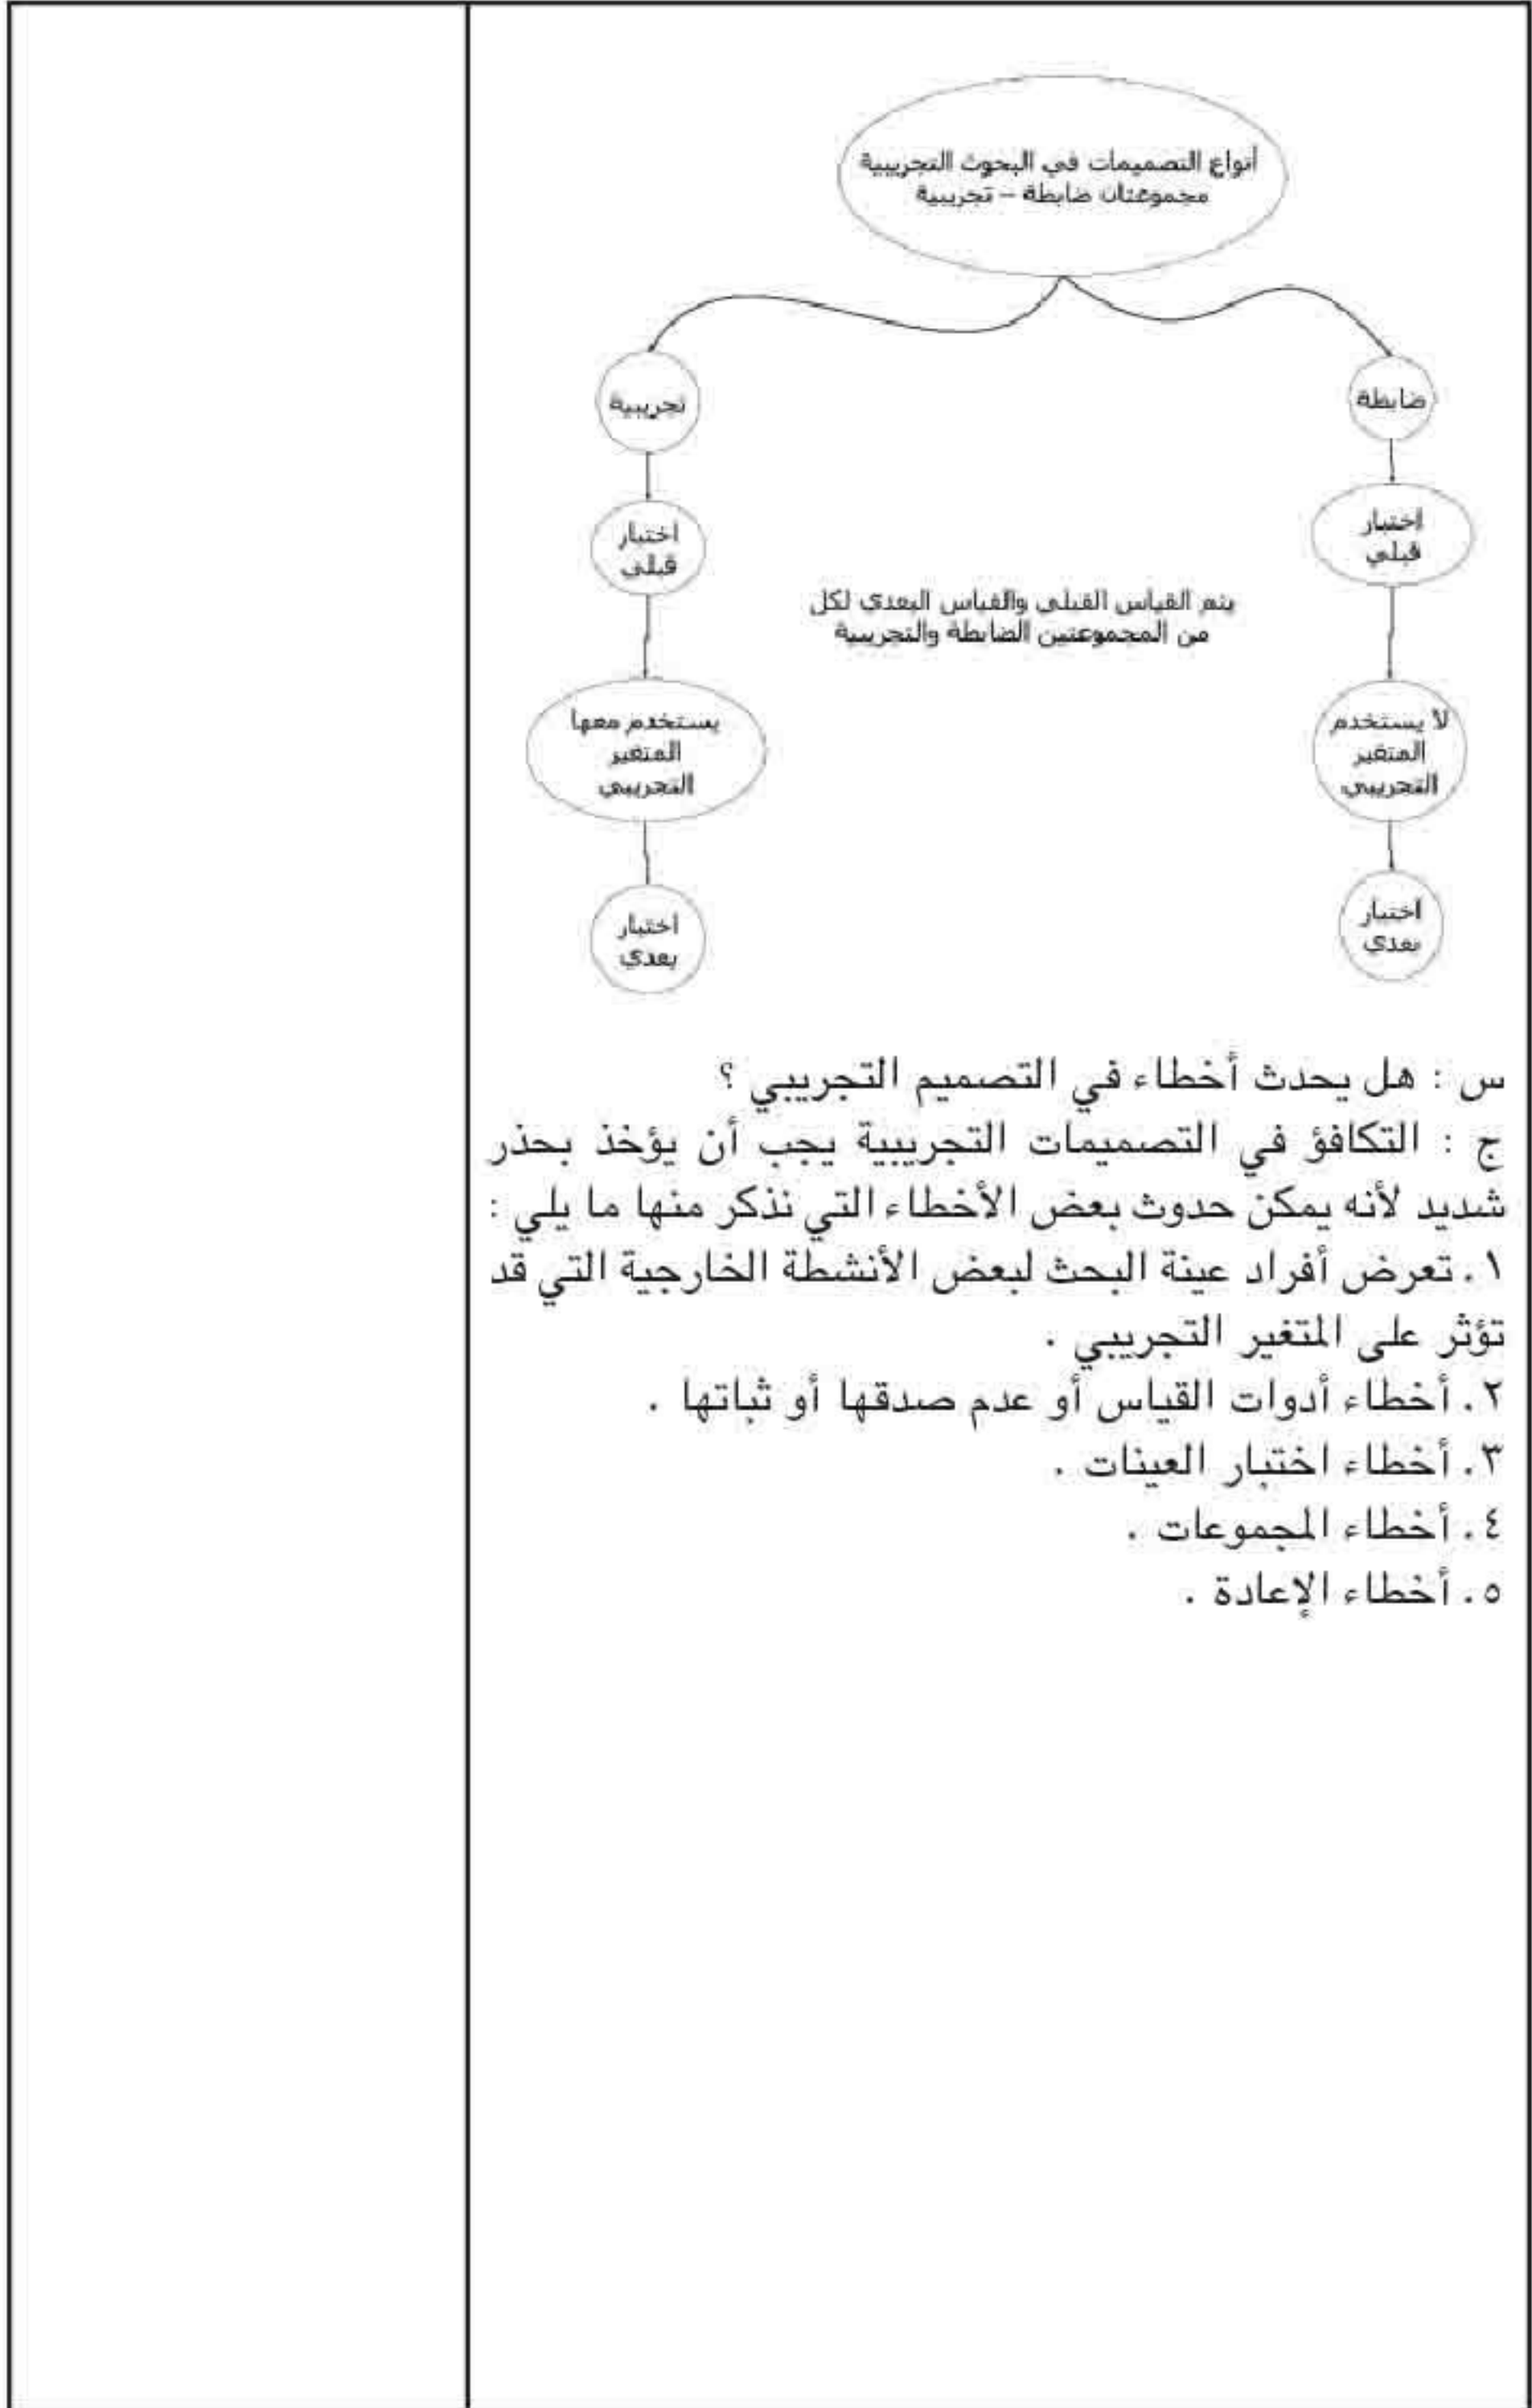 أنواع التصميمات في البحوث التجريبية
مجموعتان ضابطة – تجريبية
ضابطة
تجريبية
اختبار
قبلي
اختبار
قبلي
يتم القياس القبلي والقياس البعدي لكل
من المجموعتين الضابطة والتجريبية
لا يستخدم
المتغير
التجريبي
يستخدم معها
المتغير
التجريبي
اختبار
بعدي
اختبار
بعدي
س : هل يحدث أخطاء في التصميم التجريبي ؟
ج : التكافؤ في التصميمات التجريبية يجب أن يؤخذ بحذر
شديد لأنه يمكن حدوث بعض الأخطاء التي نذكر منها ما يلي :
١. تعرض أفراد عينة البحث لبعض الأنشطة الخارجية التي قد
تؤثر على المتغير التجريبي .
٢. أخطاء أدوات القياس أو عدم صدقها أو ثباتها .
٣. أخطاء اختبار العينات .
٤. أخطاء المجموعات .
٥. أخطاء الإعادة .